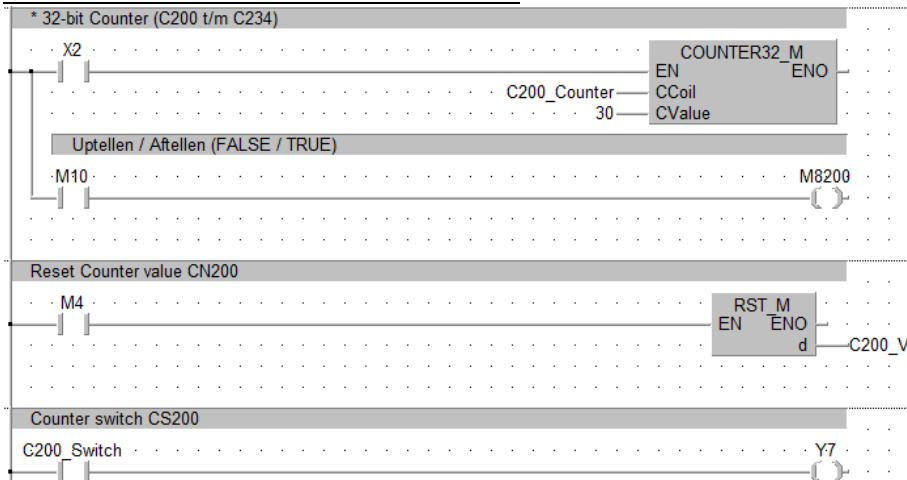 * 32-bit Counter (C200 t/m C234)
X2
COUNTER32_M
EN ENO
C200_Counter CCoil
30 CValue
Uptellen / Aftellen (FALSE / TRUE)
M10 M8200
Reset Counter value CN200
M4
RST_M
EN ENO
d C200_V
Counter switch CS200
C200_Switch Y7